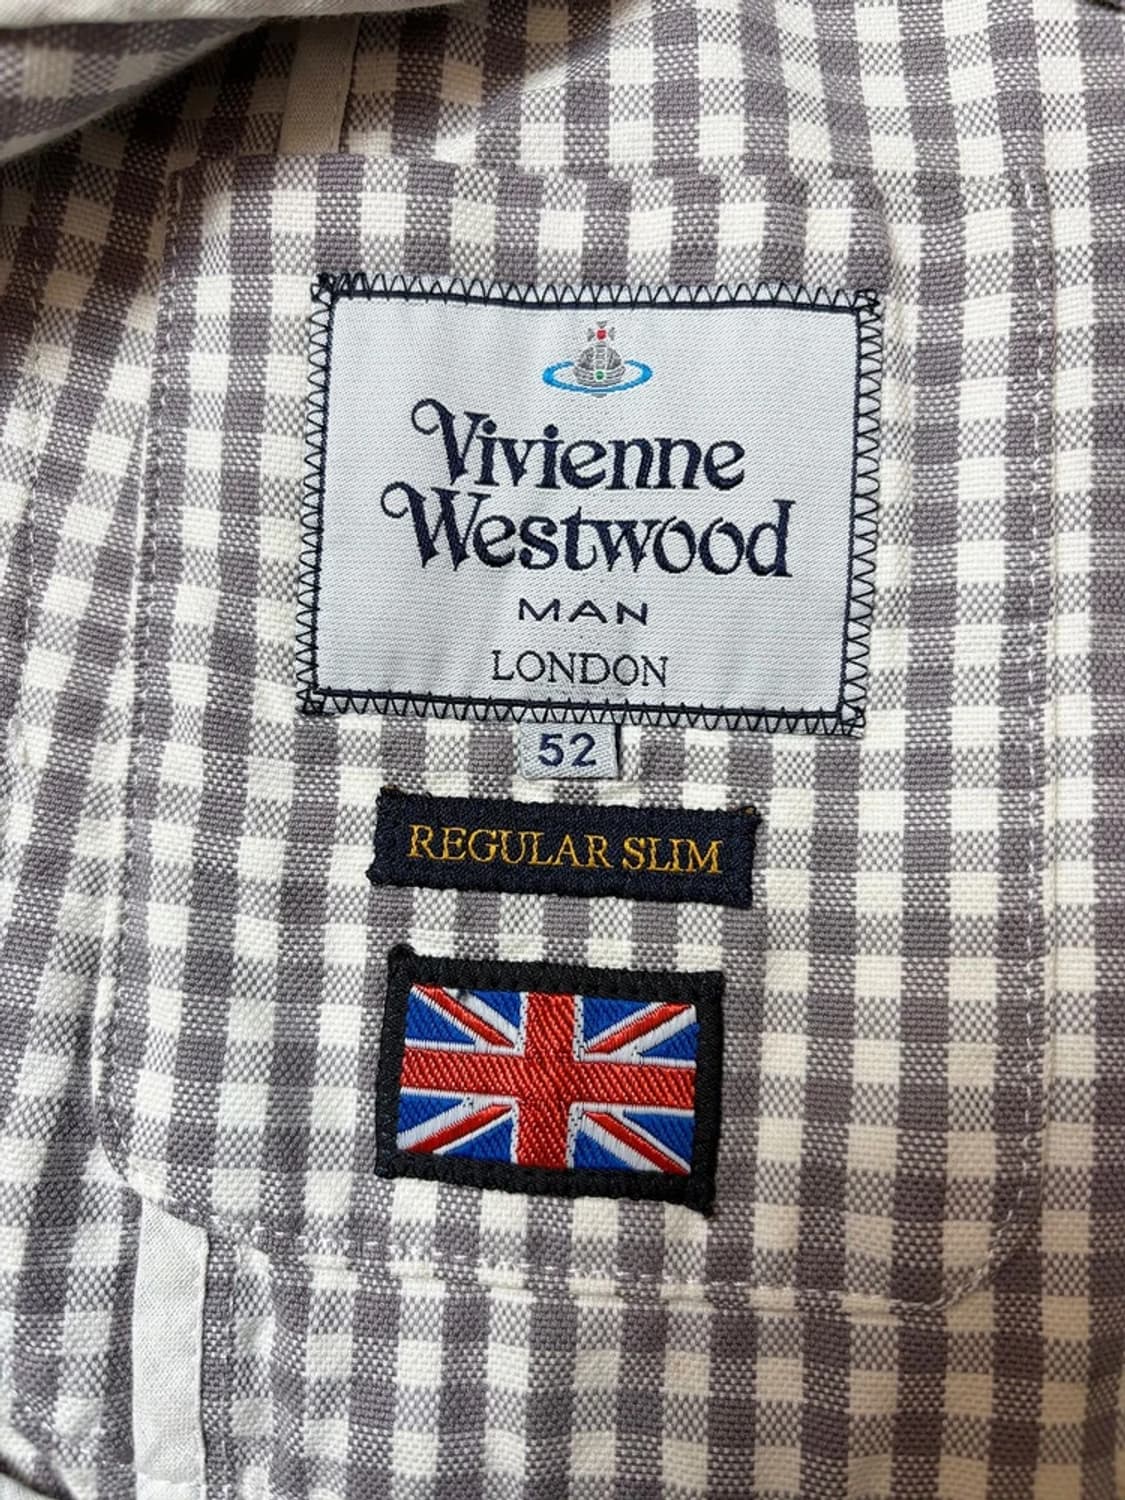 Vivienne
Westwood
MAN
LONDON
52
REGULAR SLIM